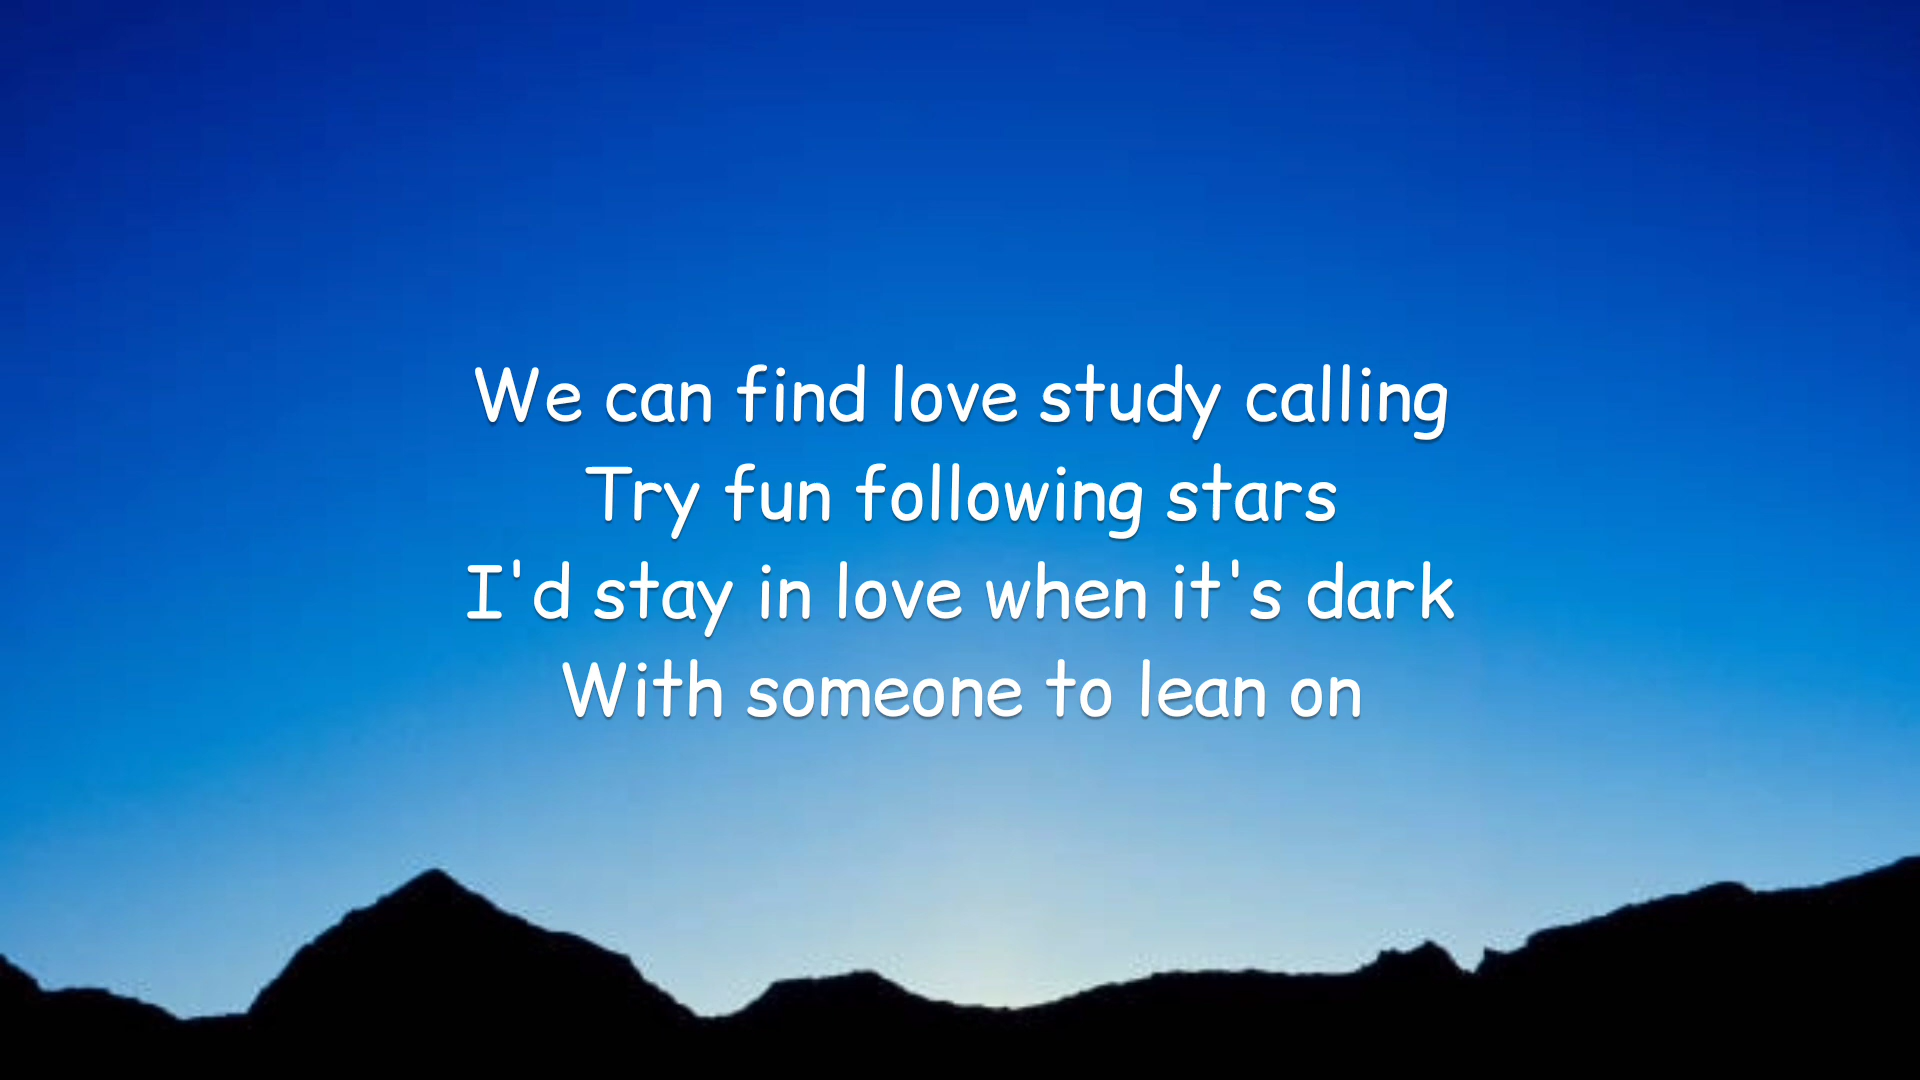 We can find love study calling
Try fun following stars
I'd stay in love when it's dark
With someone to lean on